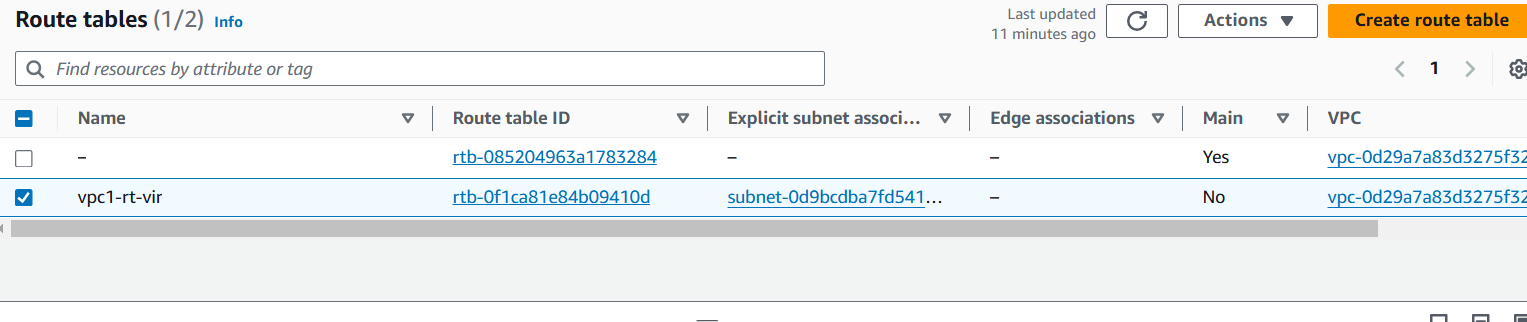 Route tables (1/2) Info
Last updated
11 minutes ago
Actions
Create route table
Find resources by attribute or tag
1
Name Route table ID Explicit subnet associ... Edge associations Main VPC
– rtb-085204963a1783284 – – Yes vpc-0d29a7a83d3275f32
vpc1-rt-vir rtb-0f1ca81e84b09410d subnet-0d9bcdba7fd541... – No vpc-0d29a7a83d3275f32